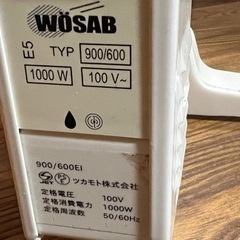 WÖSAB
E5
TYP 900/600
1000 W 100 V~
900/600EI
ツカモト株式会社
定格電圧 100V
定格消費電力 1000W
定格周波数 50/60Hz